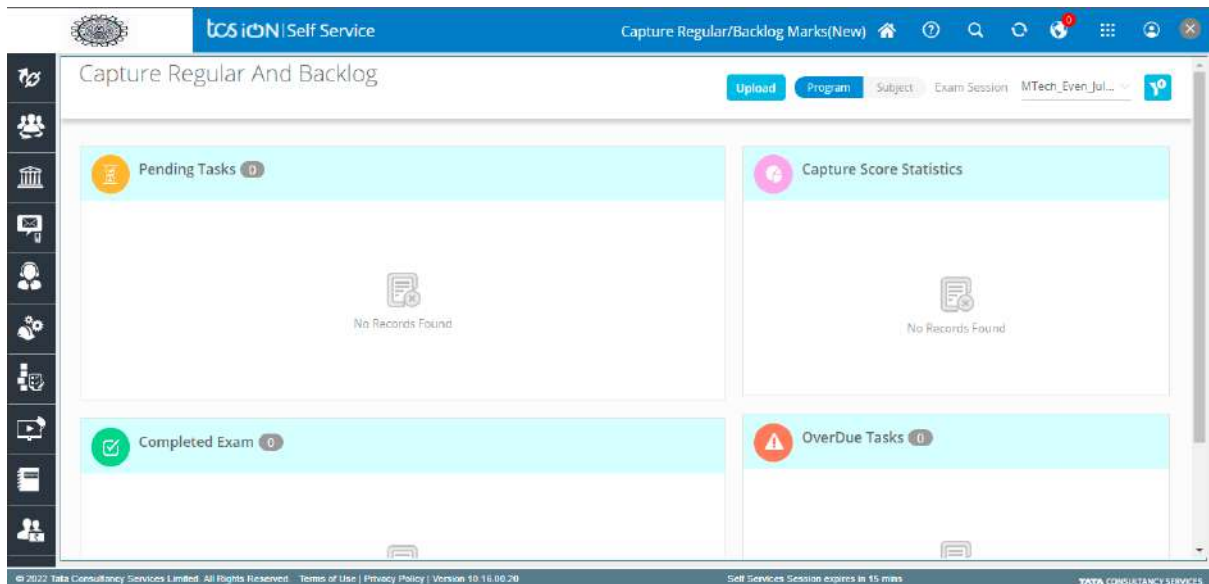 tcs iON | Self Service
Capture Regular/Backlog Marks(New)
0
Capture Regular And Backlog
Upload
Program
Subject
Exam Session
MTech_Even_Jul...
Pending Tasks 0
No Records Found
Capture Score Statistics
No Records Found
Completed Exam 0
OverDue Tasks 0
© 2022 Tata Consultancy Services Limited. All Rights Reserved. Terms of Use | Privacy Policy | Version 10.16.00.20
Self Services Session expires in 15 mins
TATA CONSULTANCY SERVICES